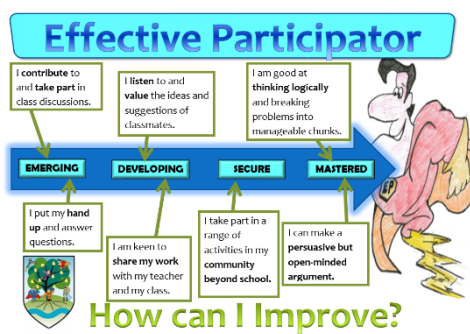 Effective Participator
I contribute to
and take part in
class discussions.
I listen to and
value the ideas and
suggestions of
classmates.
I am good at
thinking logically
and breaking
problems into
manageable chunks.
EMERGING
DEVELOPING
SECURE
MASTERED
EP
I put my hand
up and answer
questions.
I am keen to
share my work
with my teacher
and my class.
I take part in a
range of
activities in my
community
beyond school.
I can make a
persuasive but
open-minded
argument.
How can I Improve?